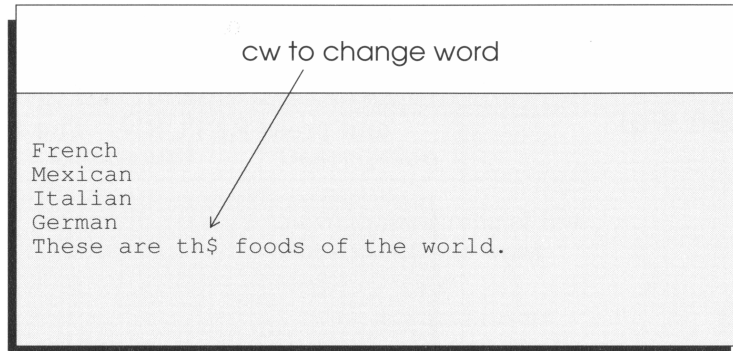 cw to change word
French
Mexican
Italian
German
These are th$ foods of the world.